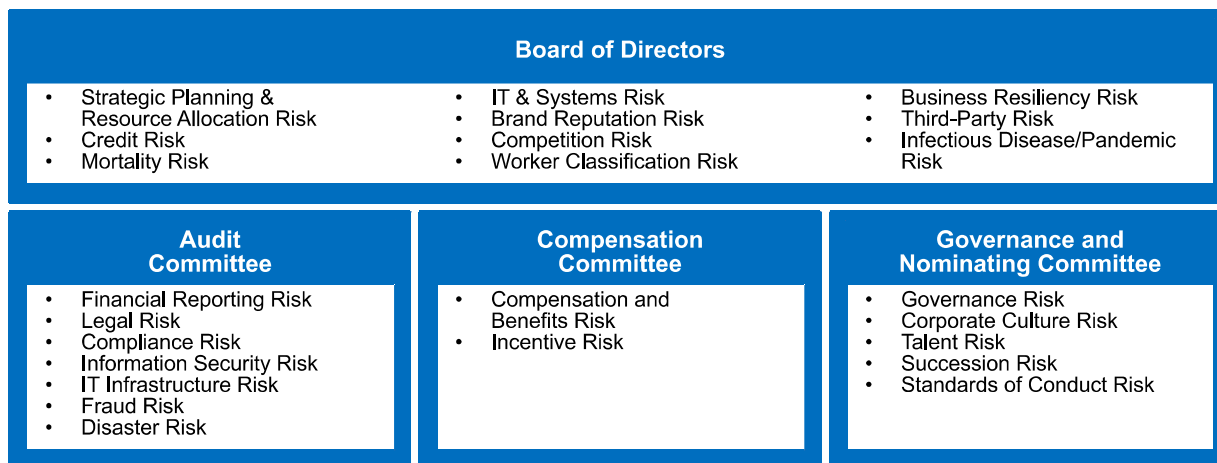 Board of Directors
• Strategic Planning &
Resource Allocation Risk
• Credit Risk
• Mortality Risk
• IT & Systems Risk
• Brand Reputation Risk
• Competition Risk
• Worker Classification Risk
• Business Resiliency Risk
• Third-Party Risk
• Infectious Disease/Pandemic
Risk
Audit
Committee
• Financial Reporting Risk
• Legal Risk
• Compliance Risk
• Information Security Risk
• IT Infrastructure Risk
• Fraud Risk
• Disaster Risk
Compensation
Committee
• Compensation and
Benefits Risk
• Incentive Risk
Governance and
Nominating Committee
• Governance Risk
• Corporate Culture Risk
• Talent Risk
• Succession Risk
• Standards of Conduct Risk